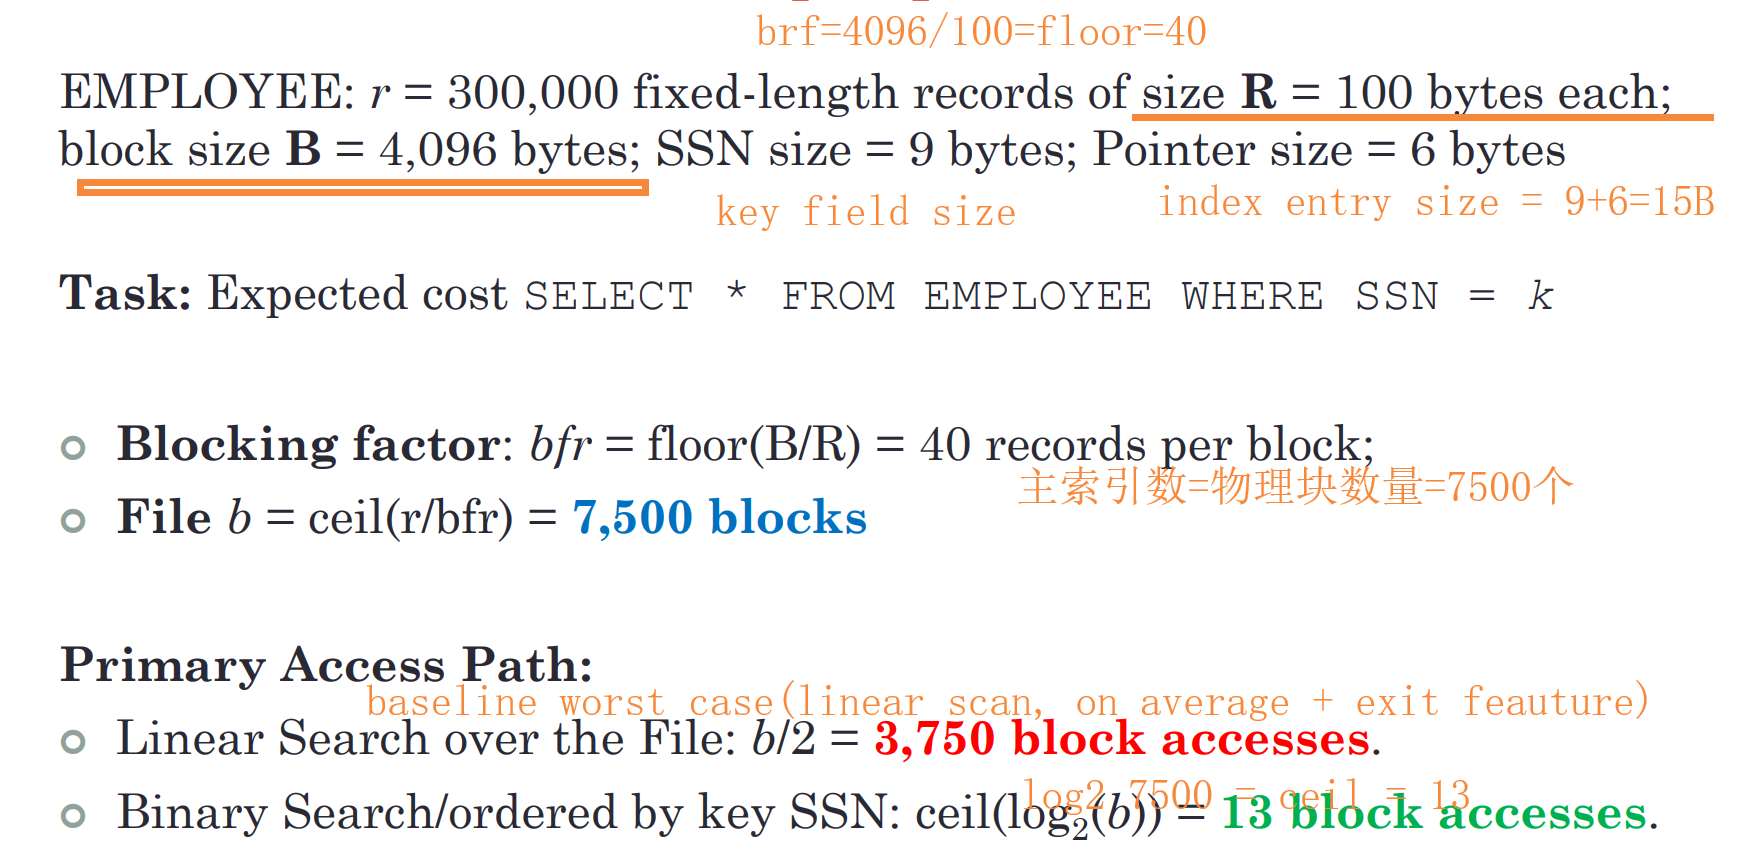 brf=4096/100=floor=40
EMPLOYEE: r = 300,000 fixed-length records of size R = 100 bytes each;
block size B = 4,096 bytes; SSN size = 9 bytes; Pointer size = 6 bytes
key field size
index entry size = 9+6=15B
Task: Expected cost SELECT * FROM EMPLOYEE WHERE SSN = k
Blocking factor: bfr = floor(B/R) = 40 records per block;
主索引数=物理块数量=7500个
File b = ceil(r/bfr) = 7,500 blocks
Primary Access Path:
baseline worst case(linear scan, on average + exit feauture)
Linear Search over the File: b/2 = 3,750 block accesses.
log2 7500 = ceil = 13
Binary Search/ordered by key SSN: ceil(log2(b)) = 13 block accesses.